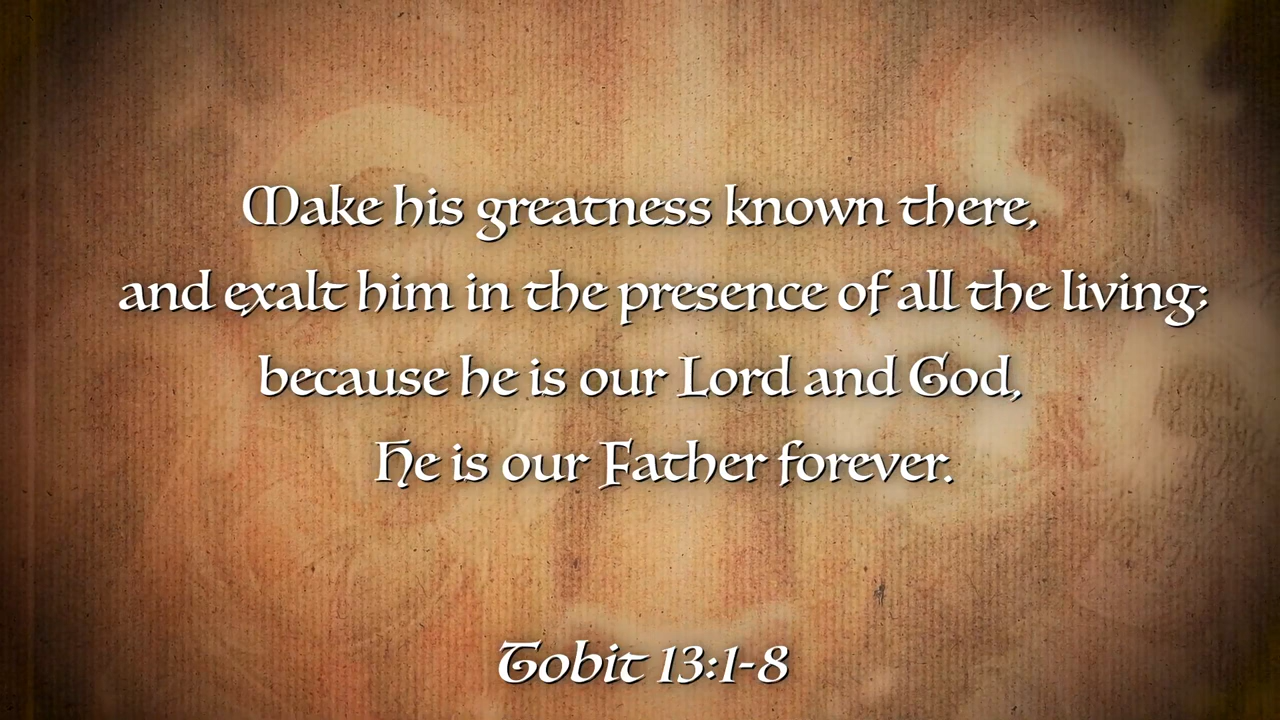 Make his greatness known there,
and exalt him in the presence of all the living:
because he is our Lord and God,
He is our Father forever.
Tobit 13:1-8